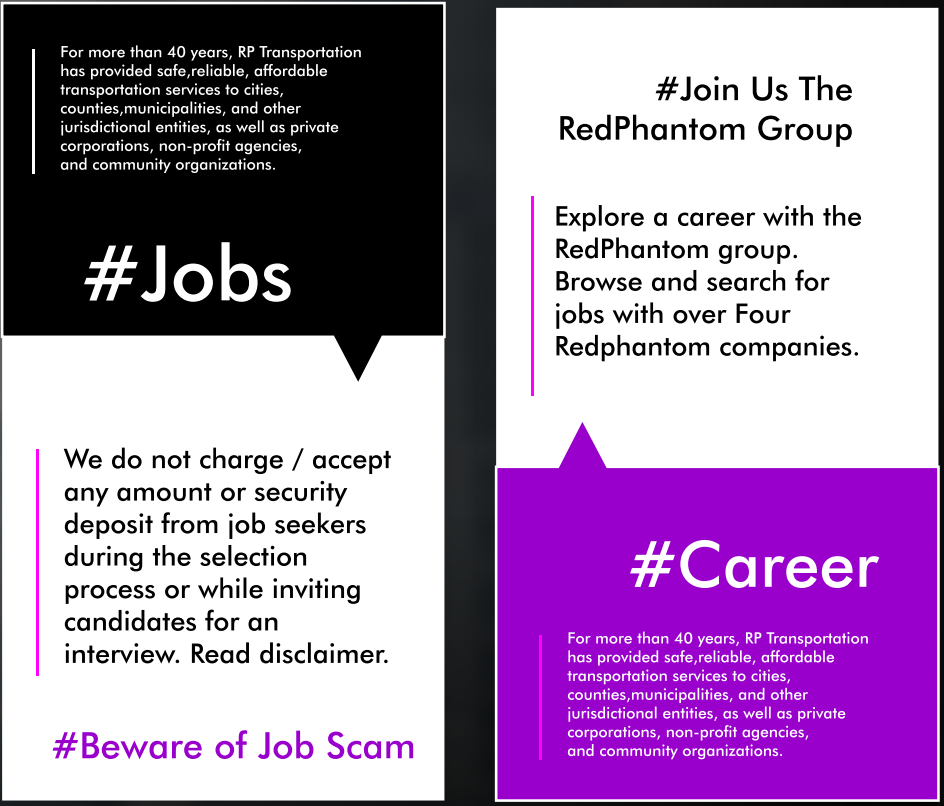 For more than 40 years, RP Transportation
has provided safe,reliable, affordable
transportation services to cities,
counties,municipalities, and other
jurisdictional entities, as well as private
corporations, non-profit agencies,
and community organizations.
#Jobs
We do not charge / accept
any amount or security
deposit from job seekers
during the selection
process or while inviting
candidates for an
interview. Read disclaimer.
#Beware of Job Scam
#Join Us The
RedPhantom Group
Explore a career with the
RedPhantom group.
Browse and search for
jobs with over Four
Redphantom companies.
#Career
For more than 40 years, RP Transportation
has provided safe,reliable, affordable
transportation services to cities,
counties,municipalities, and other
jurisdictional entities, as well as private
corporations, non-profit agencies,
and community organizations.